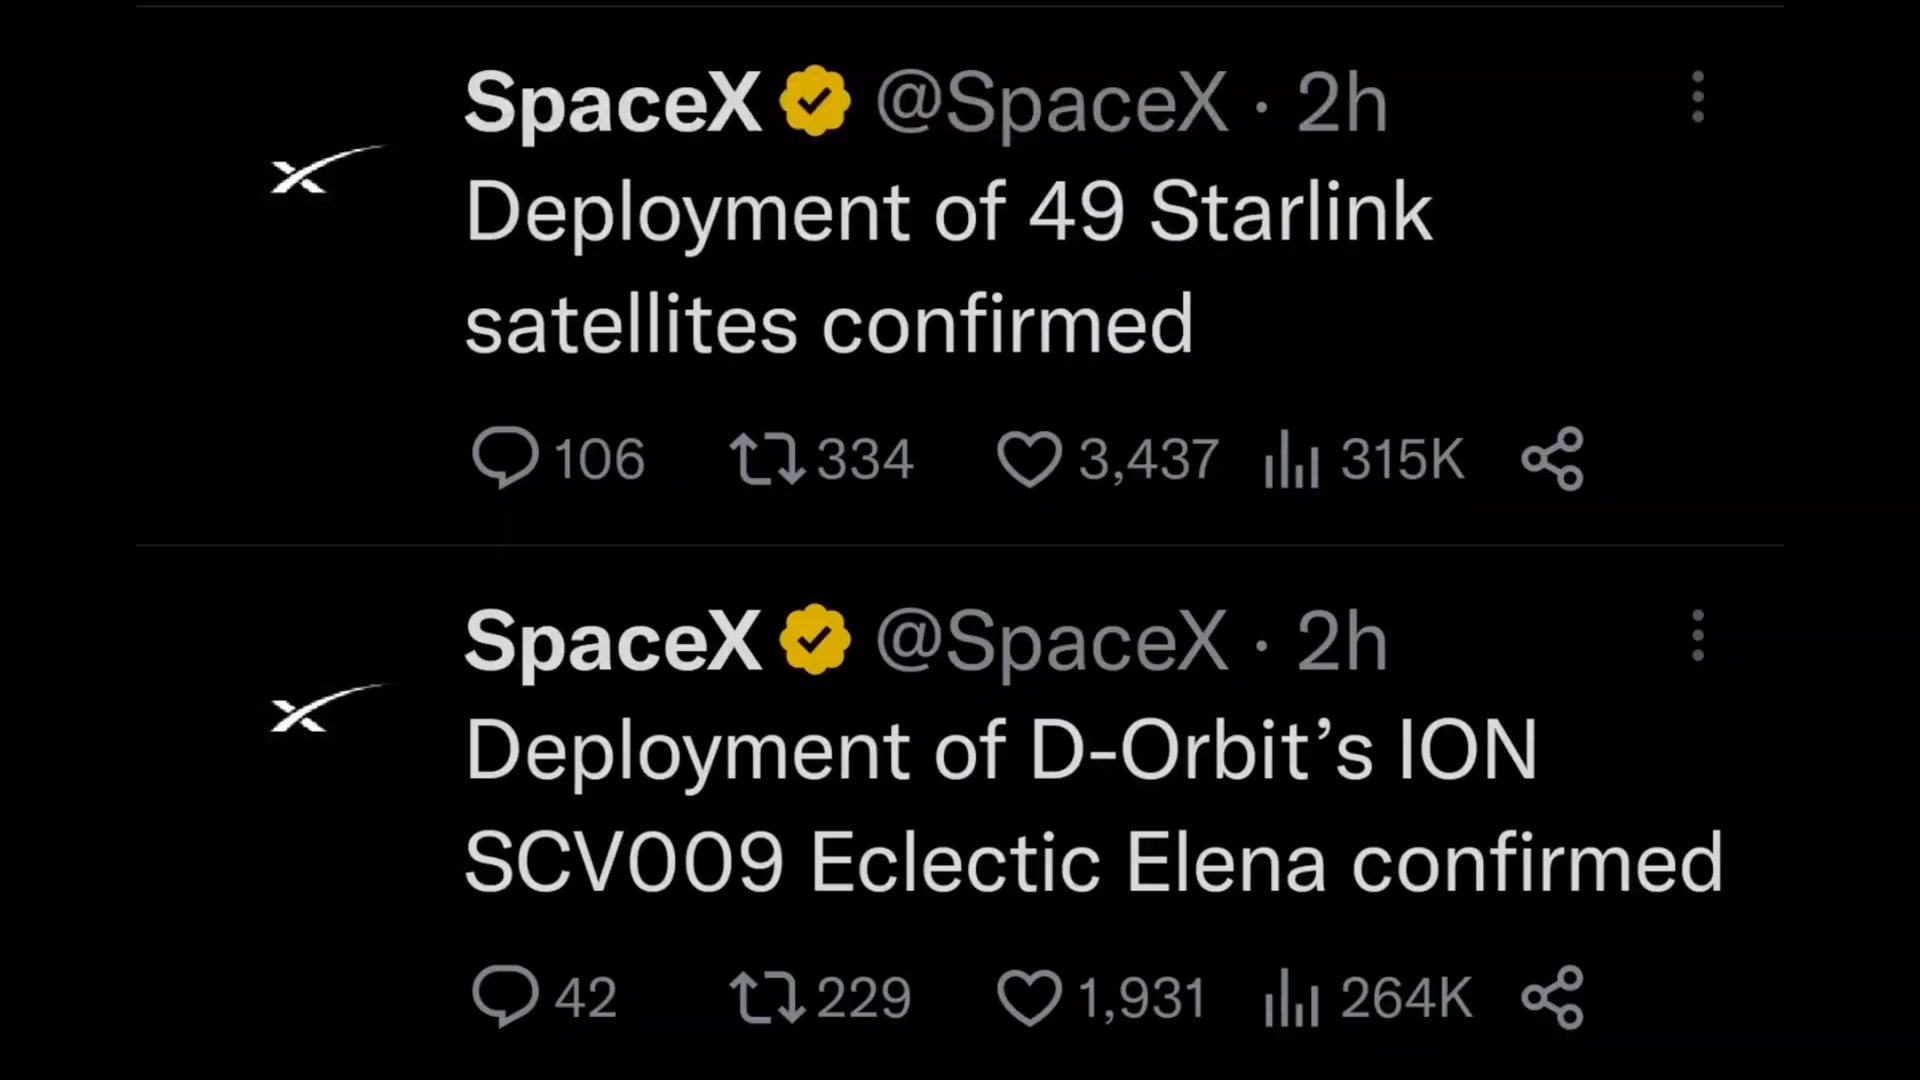 SpaceX @SpaceX · 2h
Deployment of 49 Starlink
satellites confirmed
106 334 3,437 315K
SpaceX @SpaceX · 2h
Deployment of D-Orbit’s ION
SCV009 Eclectic Elena confirmed
42 229 1,931 264K